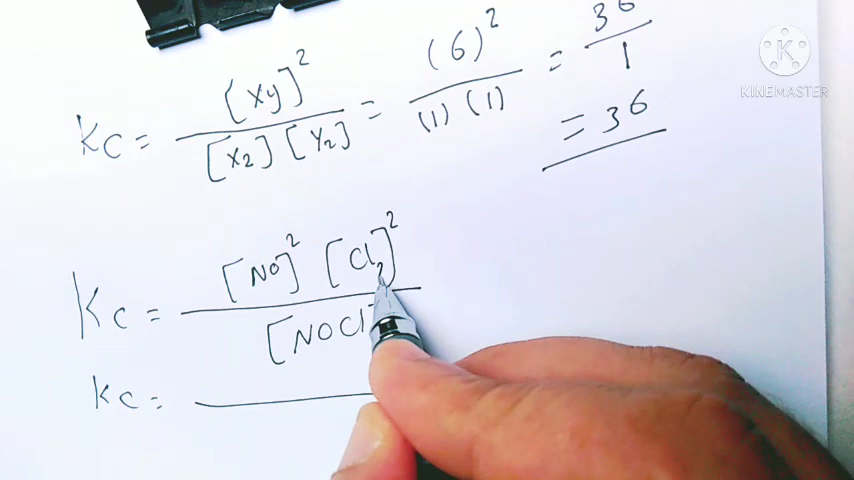 Kc = [Xy]² / [X₂] [Y₂] = (6)² / (1) (1) = 36 / 1
= 36
Kc = [NO]² [Cl₂]² / [NOCl
Kc =
K
KINEMASTER